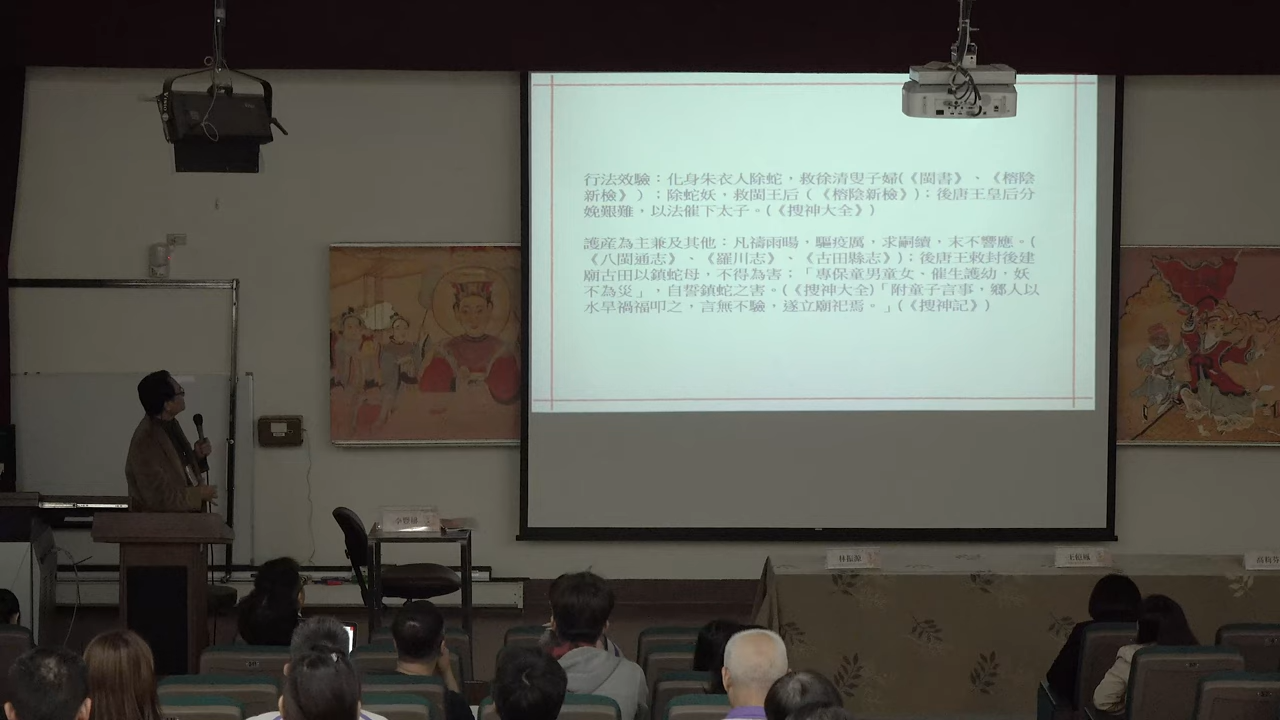 行法效驗：化身朱衣人除蛇，救徐清叟子婦(《閩書》、《榕陰
新檢》)；除蛇妖，救閩王后（《榕陰新檢》)；後唐王皇后分
娩艱難，以法催下太子。(《搜神大全》)
護産為主兼及其他：凡禱雨暘，驅疫厲，求嗣續，末不響應。(
《八閩通志》、《羅川志》、《古田縣志》)；後唐王敕封後建
廟古田以鎮蛇母，不得為害：「專保童男童女、催生護幼，妖
不為災」，自誓鎮蛇之害。(《搜神大全)「附童子言事，鄉人以
水旱禍福叩之，言無不驗，遂立廟祀焉。」(《搜神記》)
林振源